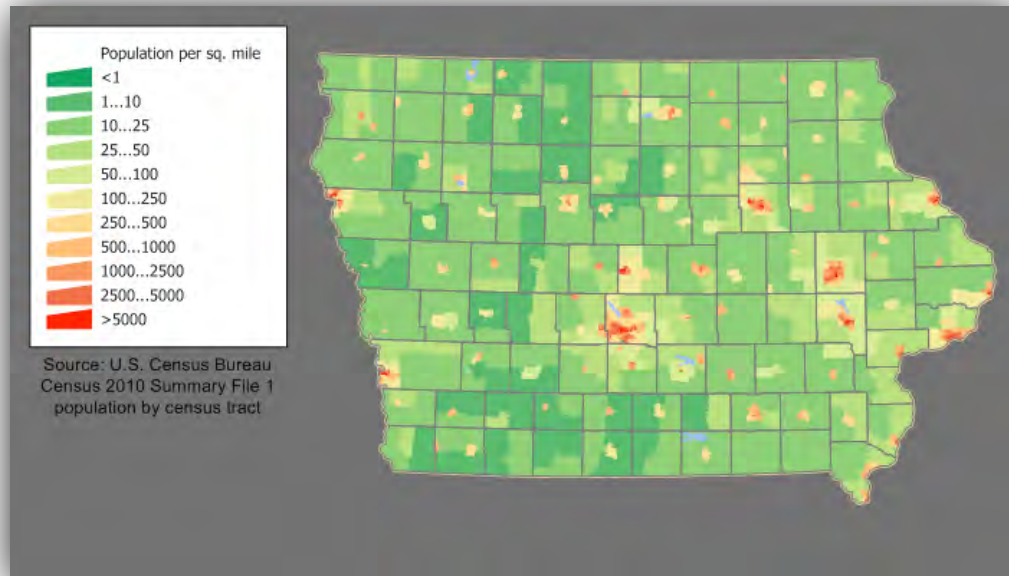 Population per sq. mile
<1
1...10
10...25
25...50
50...100
100...250
250...500
500...1000
1000...2500
2500...5000
>5000
Source: U.S. Census Bureau
Census 2010 Summary File 1
population by census tract